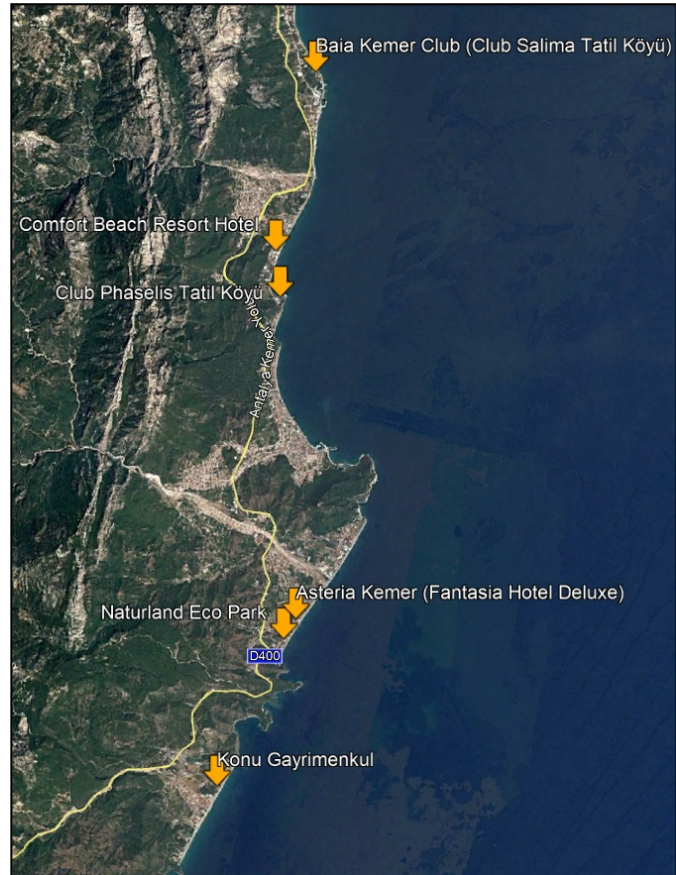 Baia Kemer Club (Club Salima Tatil Köyü)
Comfort Beach Resort Hotel
Club Phaselis Tatil Köyü
Antalya Kemer Yolu
Asteria Kemer (Fantasia Hotel Deluxe)
Naturland Eco Park
D400
Konu Gayrimenkul